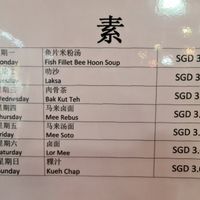 素
期一 鱼片米粉汤
onday Fish Fillet Bee Hoon Soup SGD 3.
叻沙
Laksa SGD 3.
肉骨茶
Wednesday Bak Kut Teh SGD 3.
星期四 马来卤面
Thursday Mee Rebus SGD 3.
星期五 马来汤面
Friday Mee Soto SGD 3.
星期六 卤面
Saturday Lor Mee SGD 3.
星期日 粿汁
Sunday Kueh Chap SGD 3.